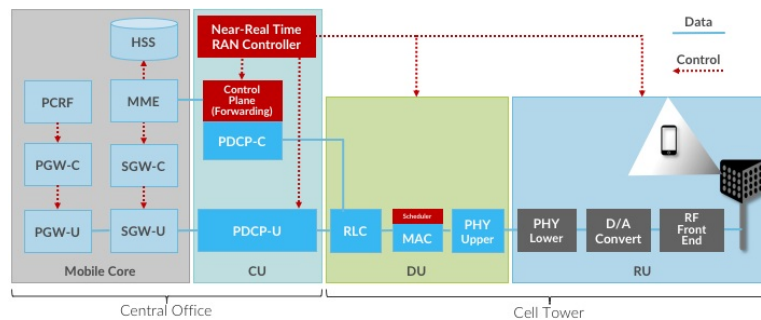 HSS
Near-Real Time
RAN Controller
Data
Control
PCRF
MME
Control
Plane
(Forwarding)
PDCP-C
PGW-C
SGW-C
PGW-U
SGW-U
PDCP-U
RLC
Scheduler
MAC
PHY
Upper
PHY
Lower
D/A
Convert
RF
Front
End
Mobile Core
CU
DU
RU
Central Office
Cell Tower